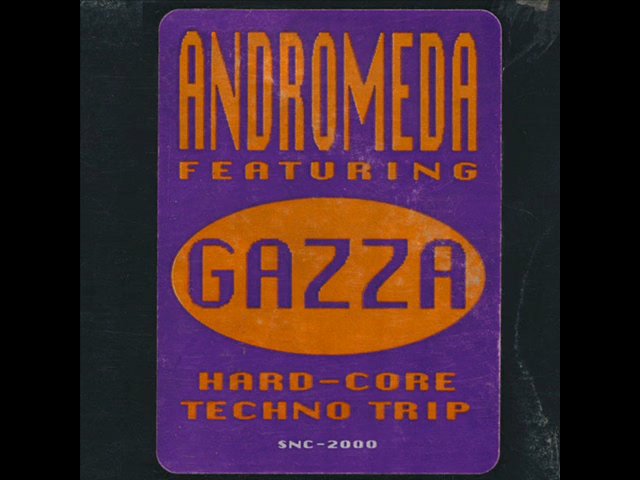 ANDROMEDA
FEATURING
GAZZA
HARD-CORE
TECHNO TRIP
SNC-2000